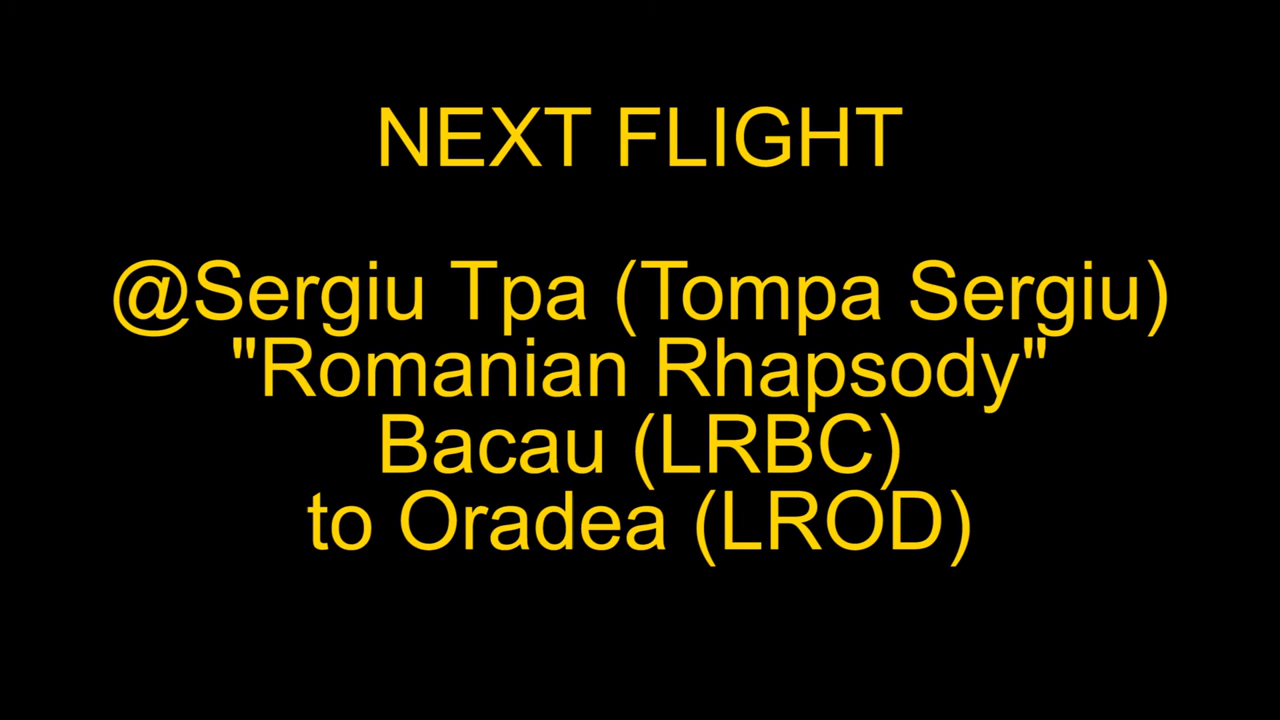 NEXT FLIGHT
@Sergiu Tpa (Tompa Sergiu)
"Romanian Rhapsody"
Bacau (LRBC)
to Oradea (LROD)